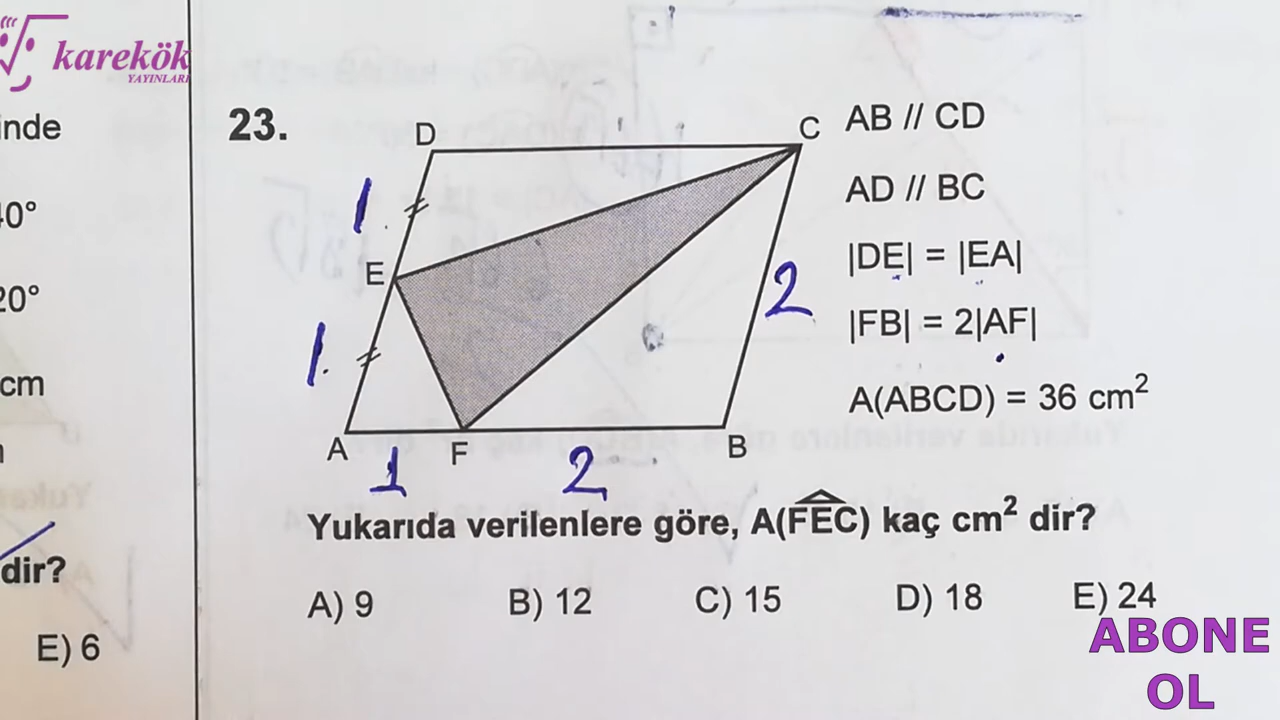 karekök
YAYINLARI
inde
40°
20°
cm
dir?
E) 6
23.
D
C
1
E
2
1.
A
F
B
1
2
AB // CD
AD // BC
|DE| = |EA|
|FB| = 2|AF|
A(ABCD) = 36 cm²
Yukarıda verilenlere göre, A(FEC) kaç cm² dir?
A) 9 B) 12 C) 15 D) 18 E) 24
ABONE
OL